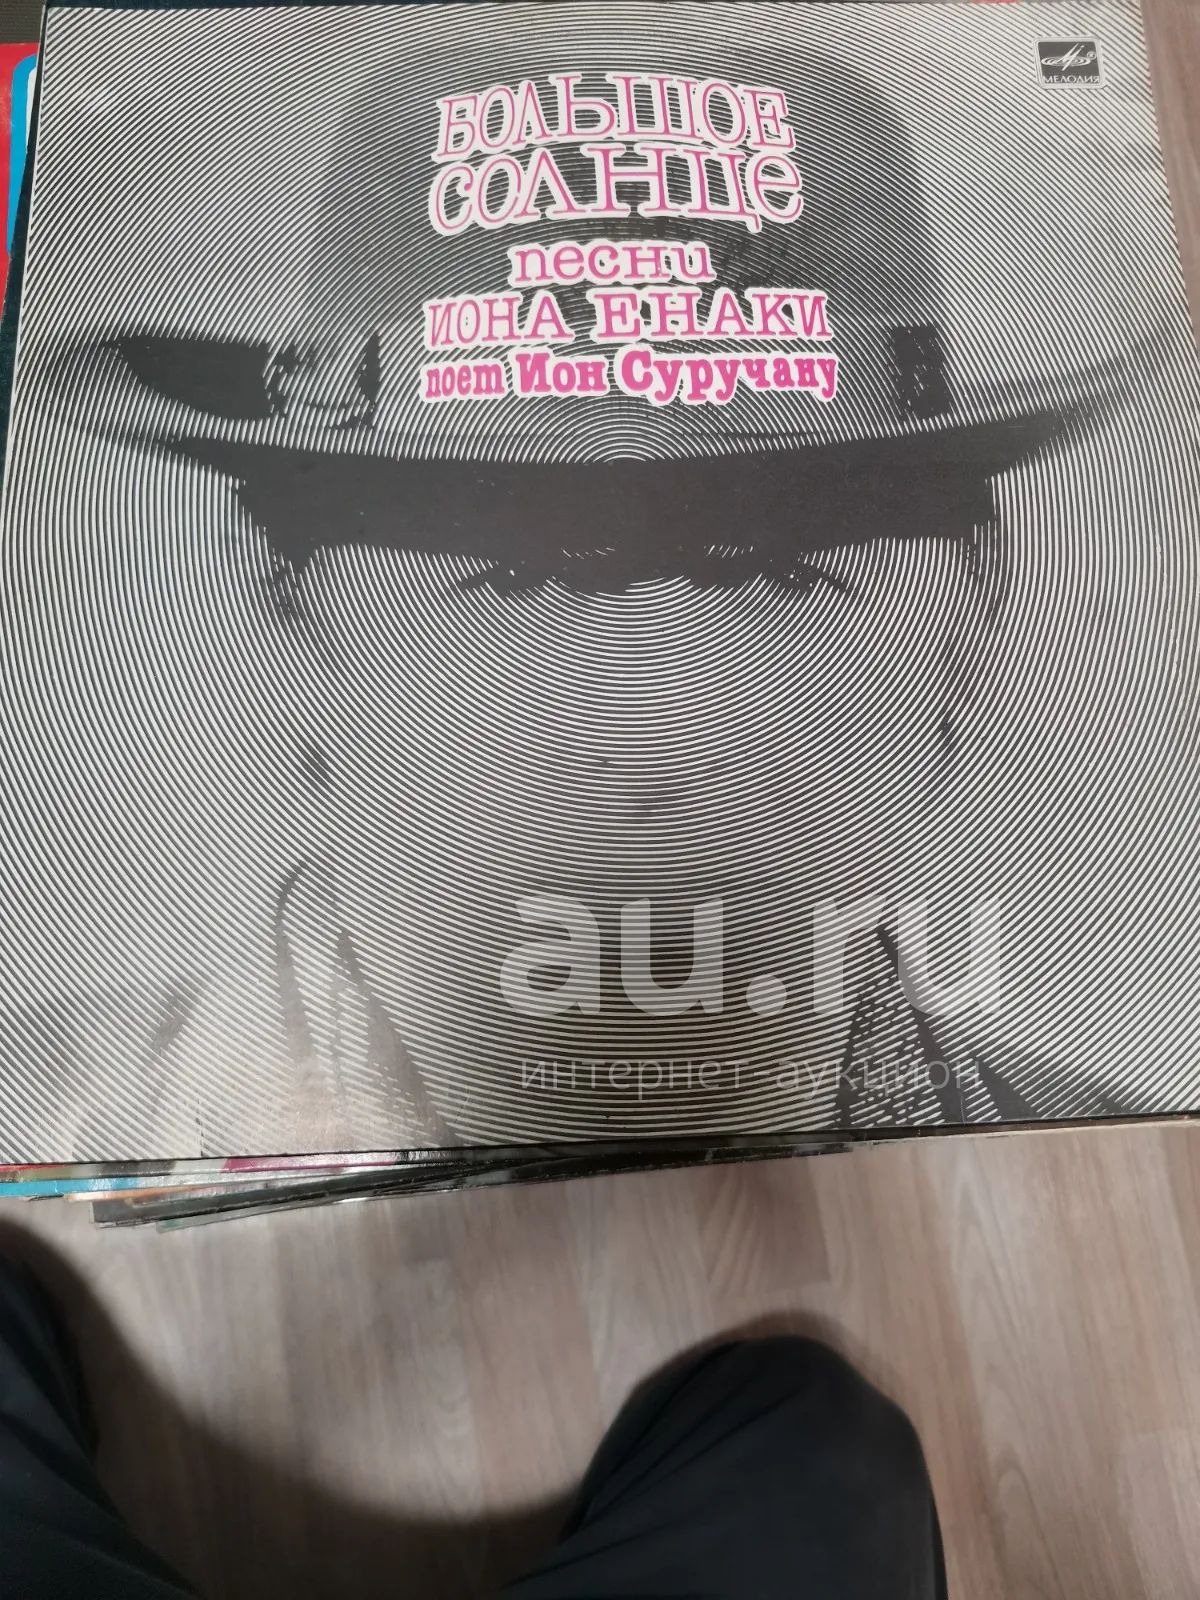 БОЛЬШОЕ
СОЛНЦЕ
песни
ИОНА ЕНАКИ
поет Ион Суручану
МЕЛОДИЯ
au.ru
интернет-аукцион